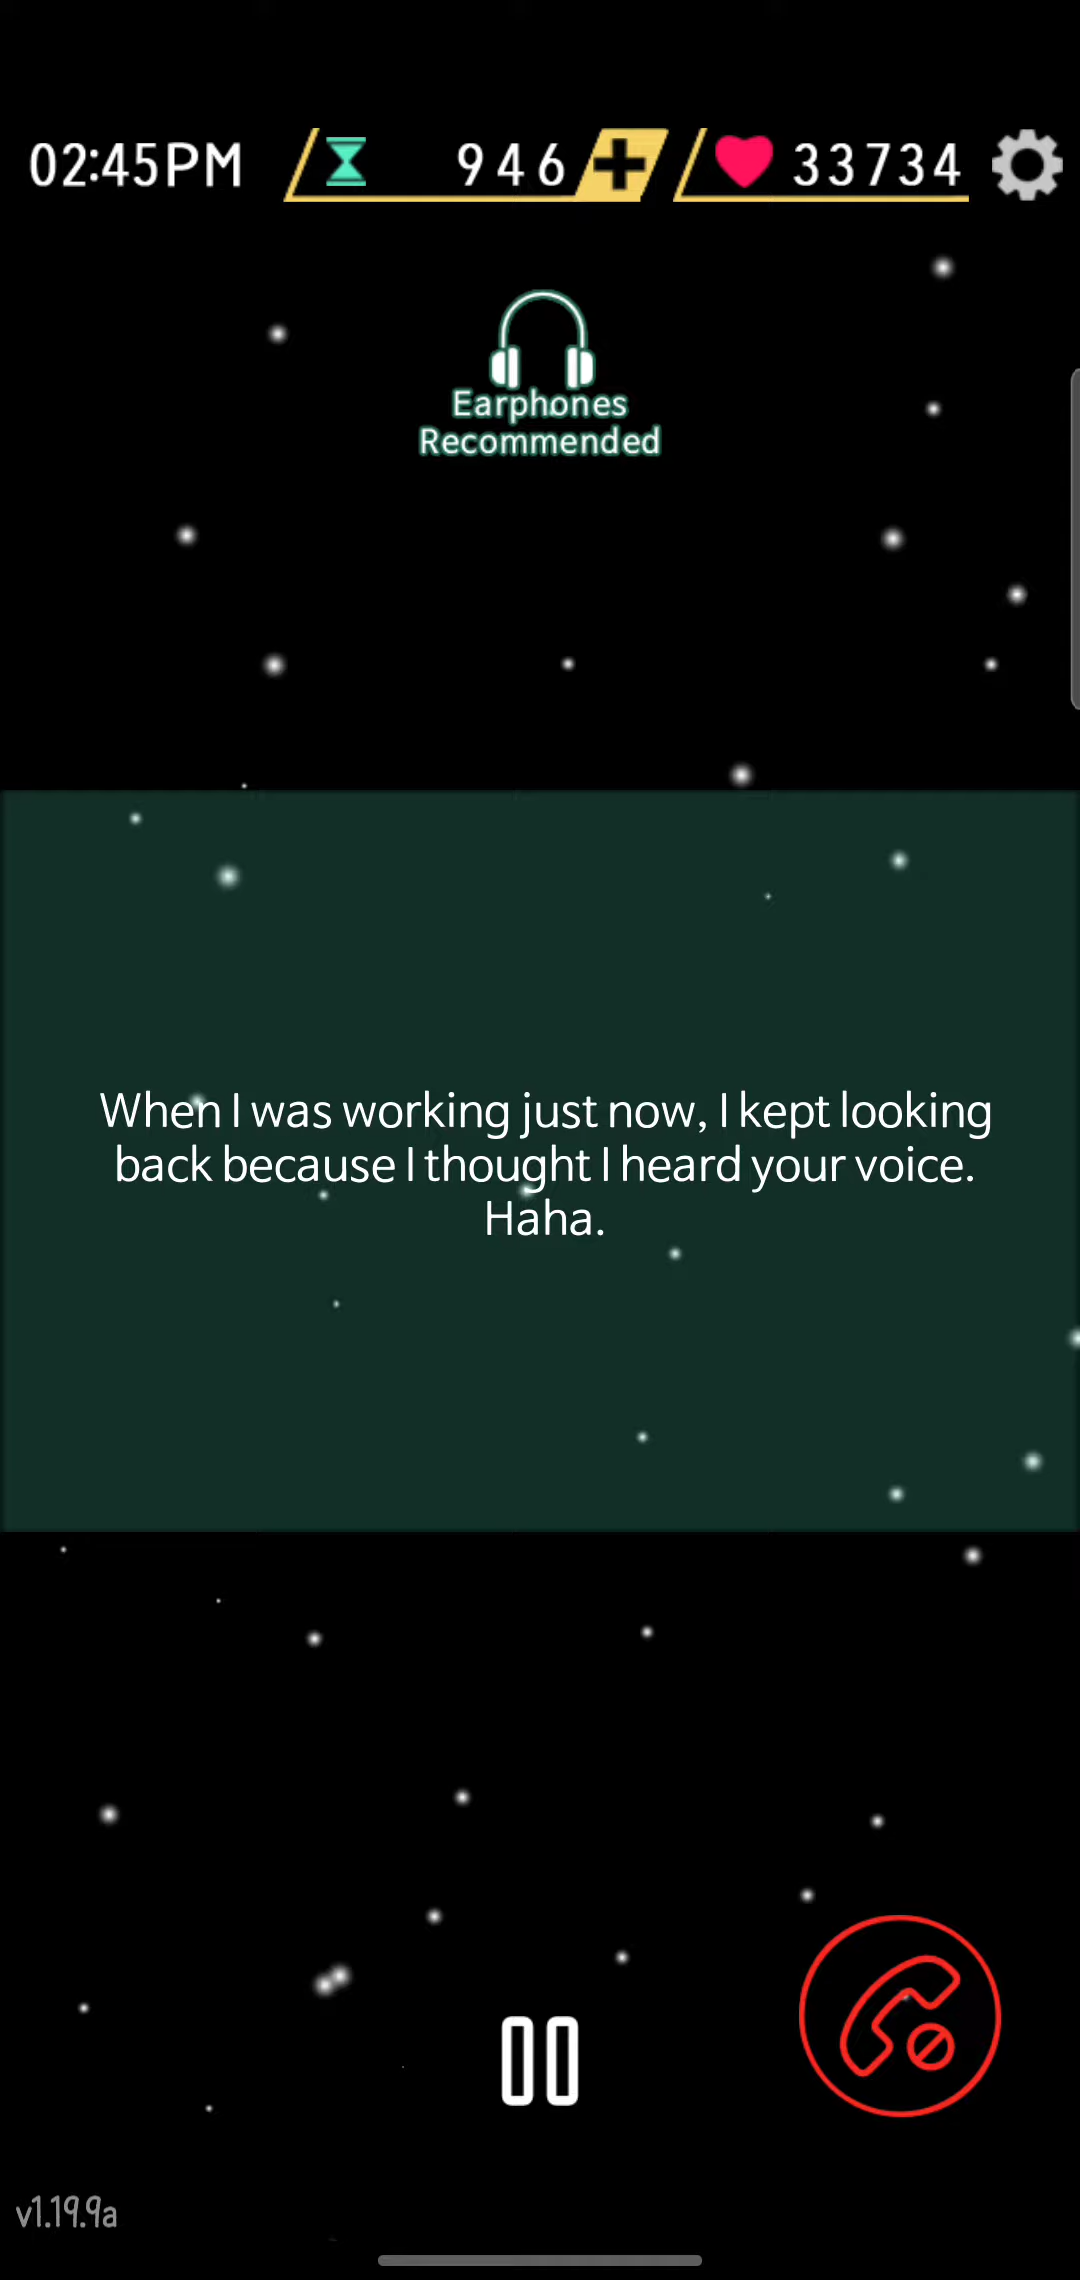 02:45PM 946 33734
Earphones
Recommended
When I was working just now, I kept looking
back because I thought I heard your voice.
Haha.
v1.19.9a